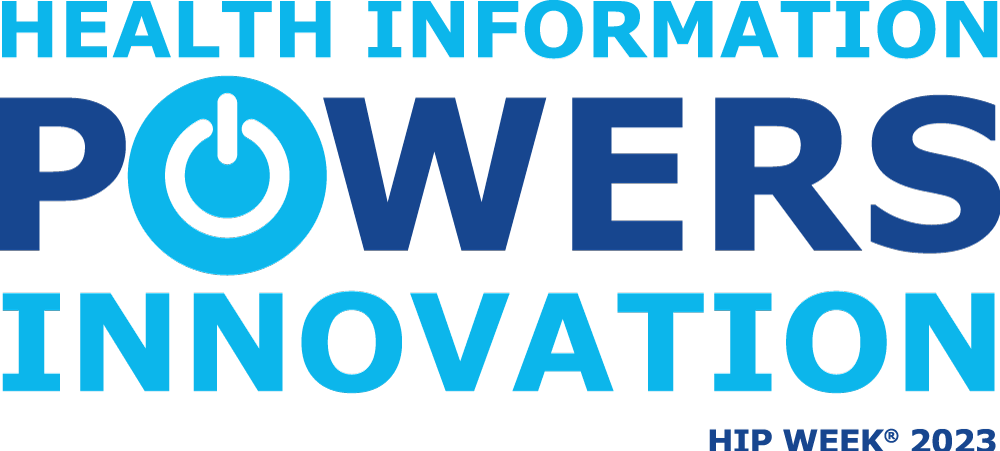 HEALTH INFORMATION
POWERS
INNOVATION
HIP WEEK® 2023